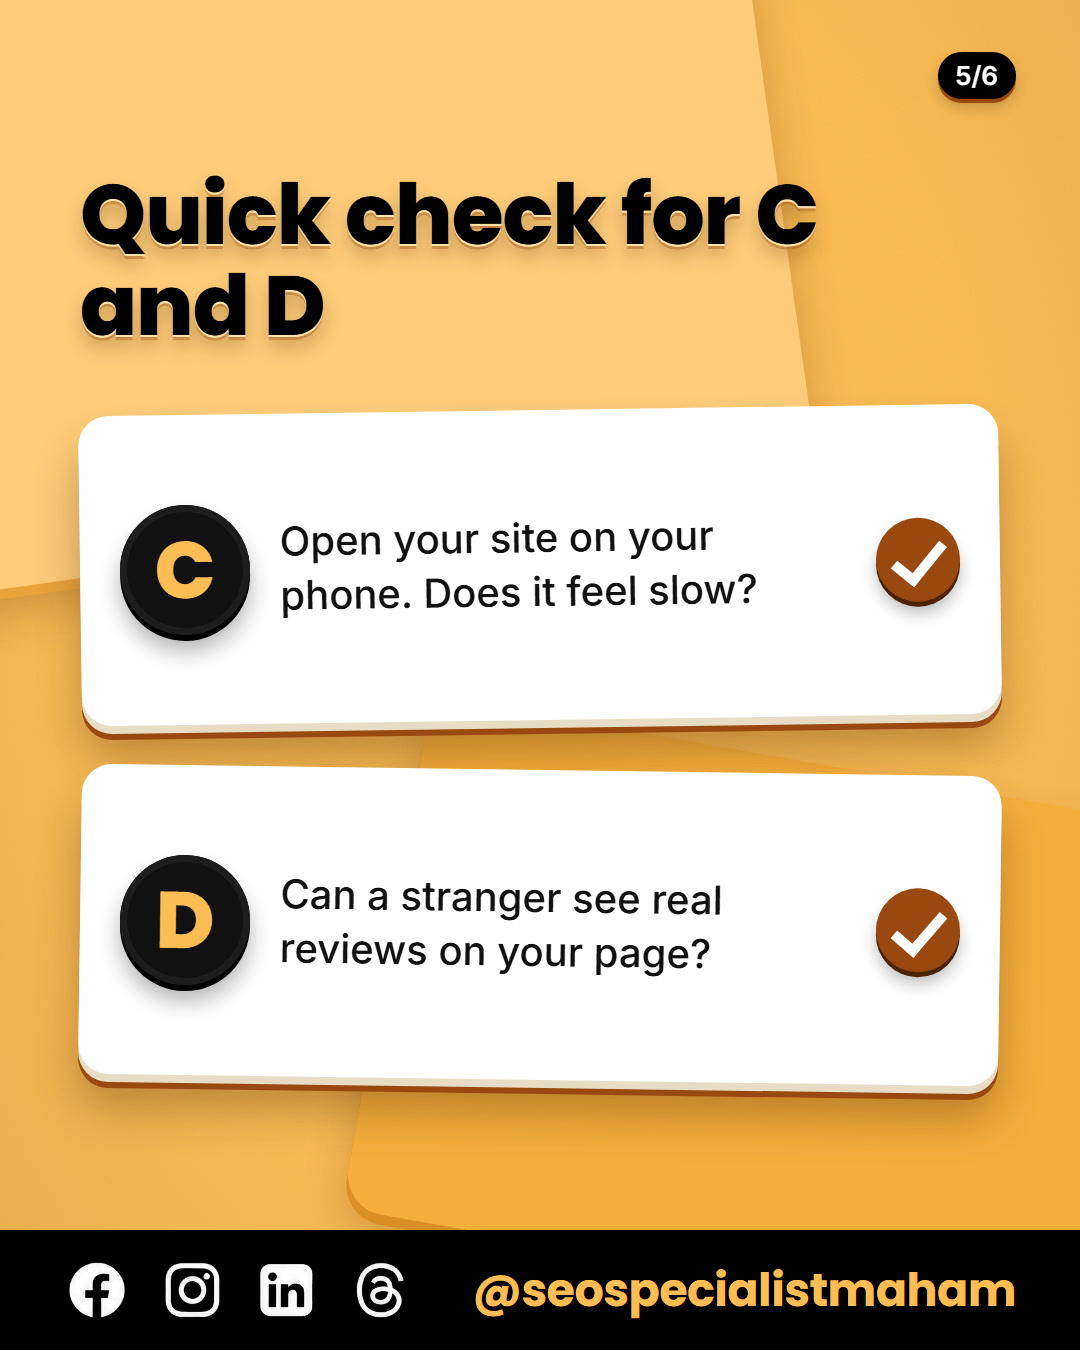 5/6
Quick check for C
and D
C
Open your site on your
phone. Does it feel slow?
D
Can a stranger see real
reviews on your page?
@seospecialistmaham